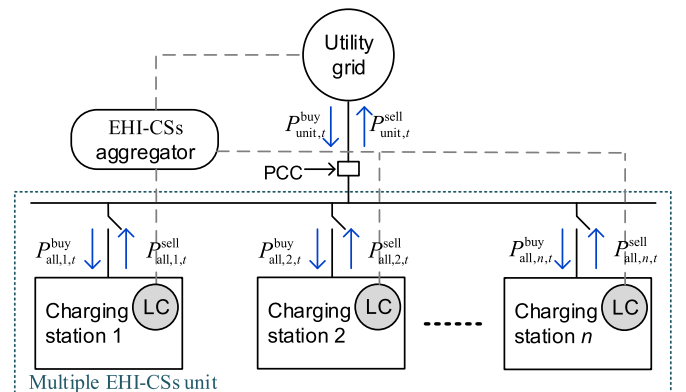 Utility
grid
P^buy_unit,t
P^sell_unit,t
EHI-CSs
aggregator
PCC
P^buy_all,1,t
P^sell_all,1,t
P^buy_all,2,t
P^sell_all,2,t
P^buy_all,n,t
P^sell_all,n,t
Charging
station 1
LC
Charging
station 2
LC
Charging
station n
LC
Multiple EHI-CSs unit